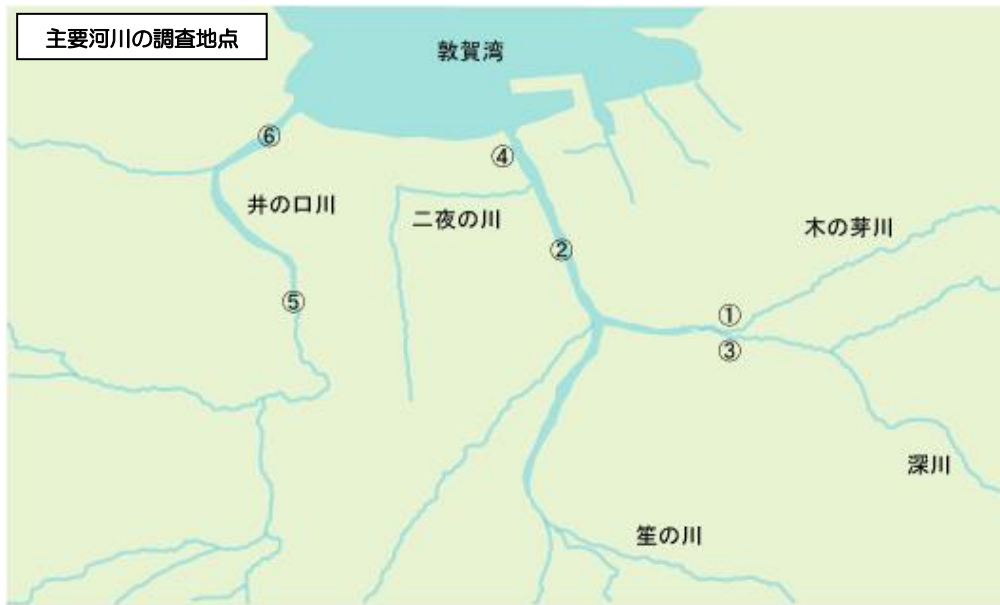 主要河川の調査地点
敦賀湾
⑥
④
井の口川
二夜の川
木の芽川
②
⑤
①
③
深川
笙の川